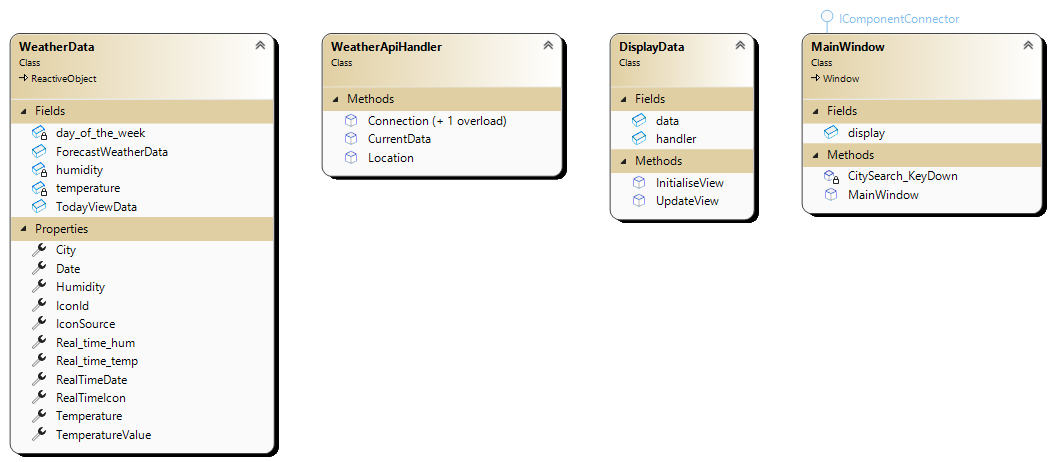 IComponentConnector
WeatherData
Class
ReactiveObject
Fields
day_of_the_week
ForecastWeatherData
humidity
temperature
TodayViewData
Properties
City
Date
Humidity
IconId
IconSource
Real_time_hum
Real_time_temp
RealTimeDate
RealTimeIcon
Temperature
TemperatureValue
WeatherApiHandler
Class
Methods
Connection (+ 1 overload)
CurrentData
Location
DisplayData
Class
Fields
data
handler
Methods
InitialiseView
UpdateView
MainWindow
Class
Window
Fields
display
Methods
CitySearch_KeyDown
MainWindow